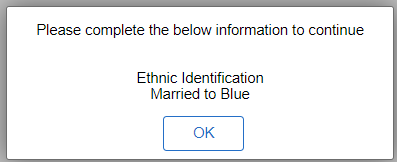 Please complete the below information to continue
Ethnic Identification
Married to Blue
OK